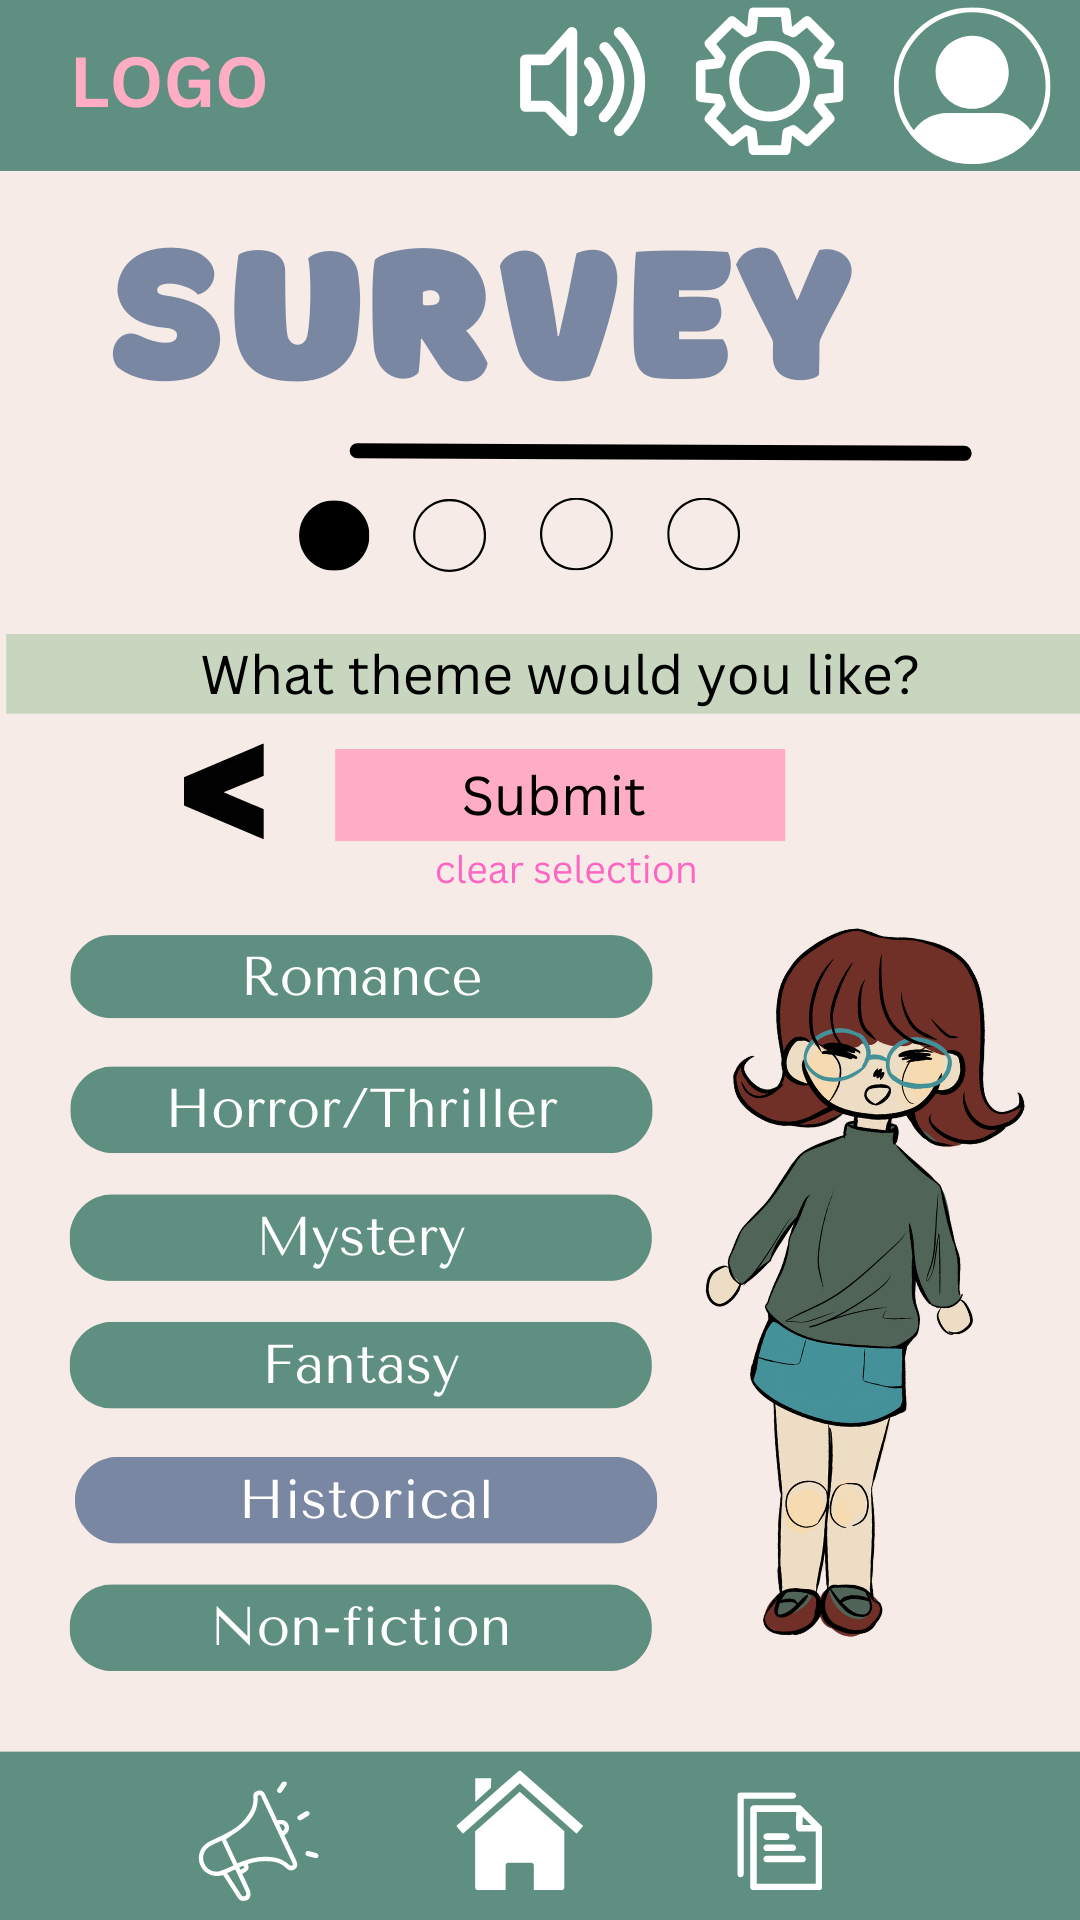 LOGO
SURVEY
What theme would you like?
<
Submit
clear selection
Romance
Horror/Thriller
Mystery
Fantasy
Historical
Non-fiction